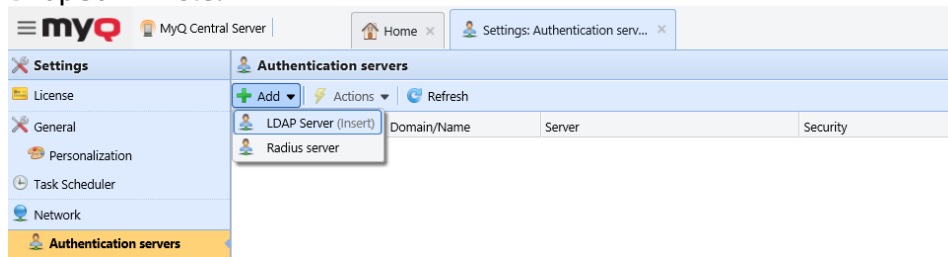 myQ MyQ Central Server Home × Settings: Authentication serv... ×
Settings
Authentication servers
License
Add Actions Refresh
General
LDAP Server (Insert) Domain/Name Server Security
Personalization
Radius server
Task Scheduler
Network
Authentication servers